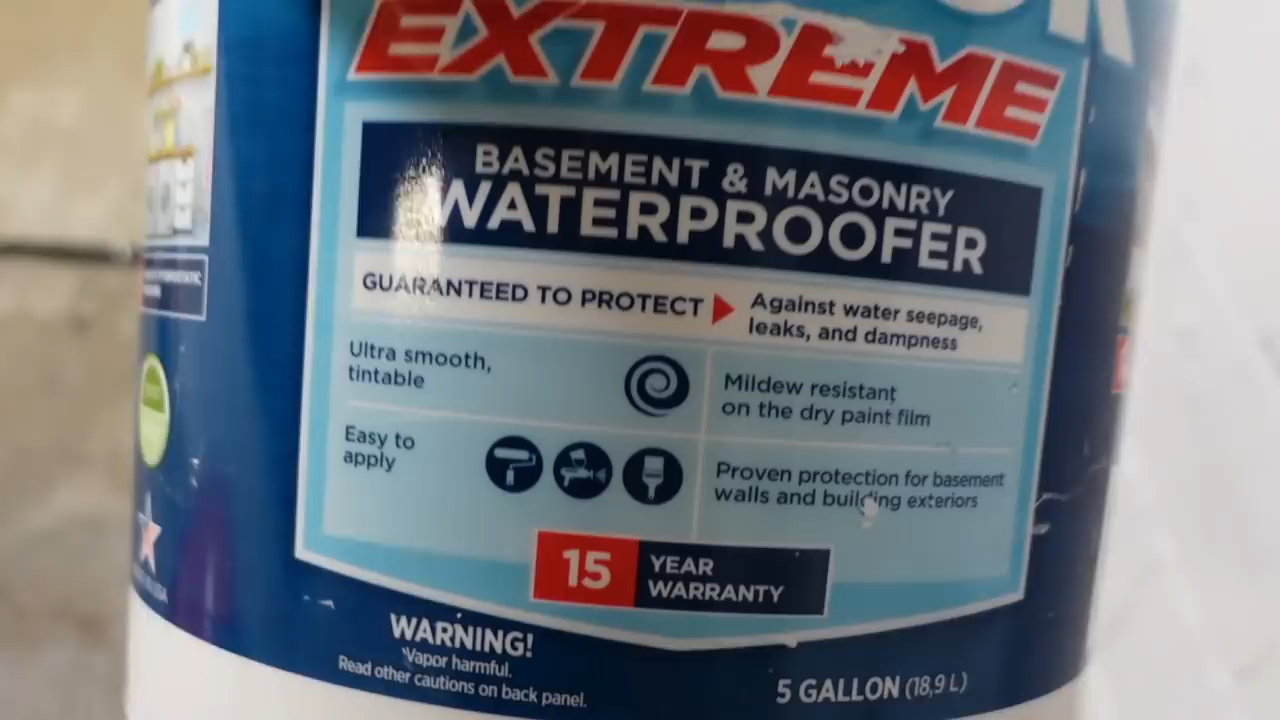 EXTREME
BASEMENT & MASONRY
WATERPROOFER
GUARANTEED TO PROTECT
Against water seepage,
leaks, and dampness
Ultra smooth,
tintable
Mildew resistant
on the dry paint film
Easy to
apply
Proven protection for basement
walls and building exteriors
15 YEAR
WARRANTY
WARNING!
Vapor harmful.
Read other cautions on back panel.
5 GALLON (18,9 L)